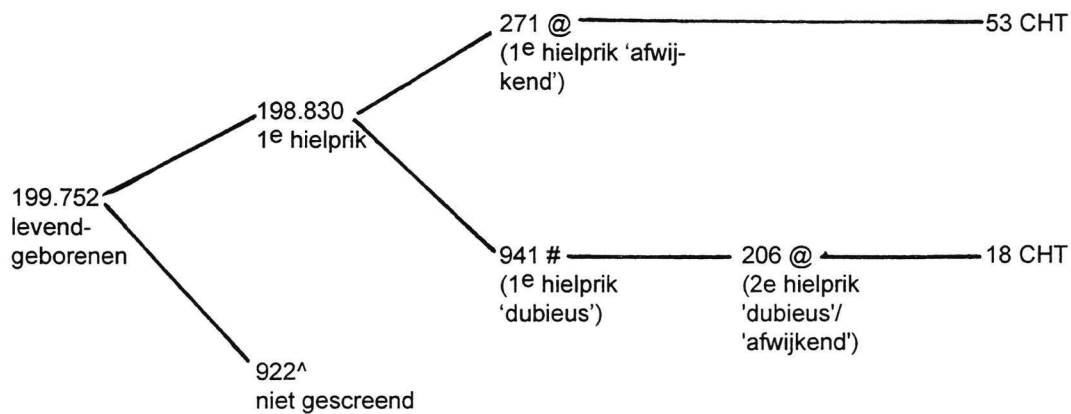 271 @
(1e hielprik 'afwij-
kend')
53 CHT
198.830
1e hielprik
199.752
levend-
geborenen
941 #
(1e hielprik
'dubieus')
206 @
(2e hielprik
'dubieus'/
'afwijkend')
18 CHT
922^
niet gescreend